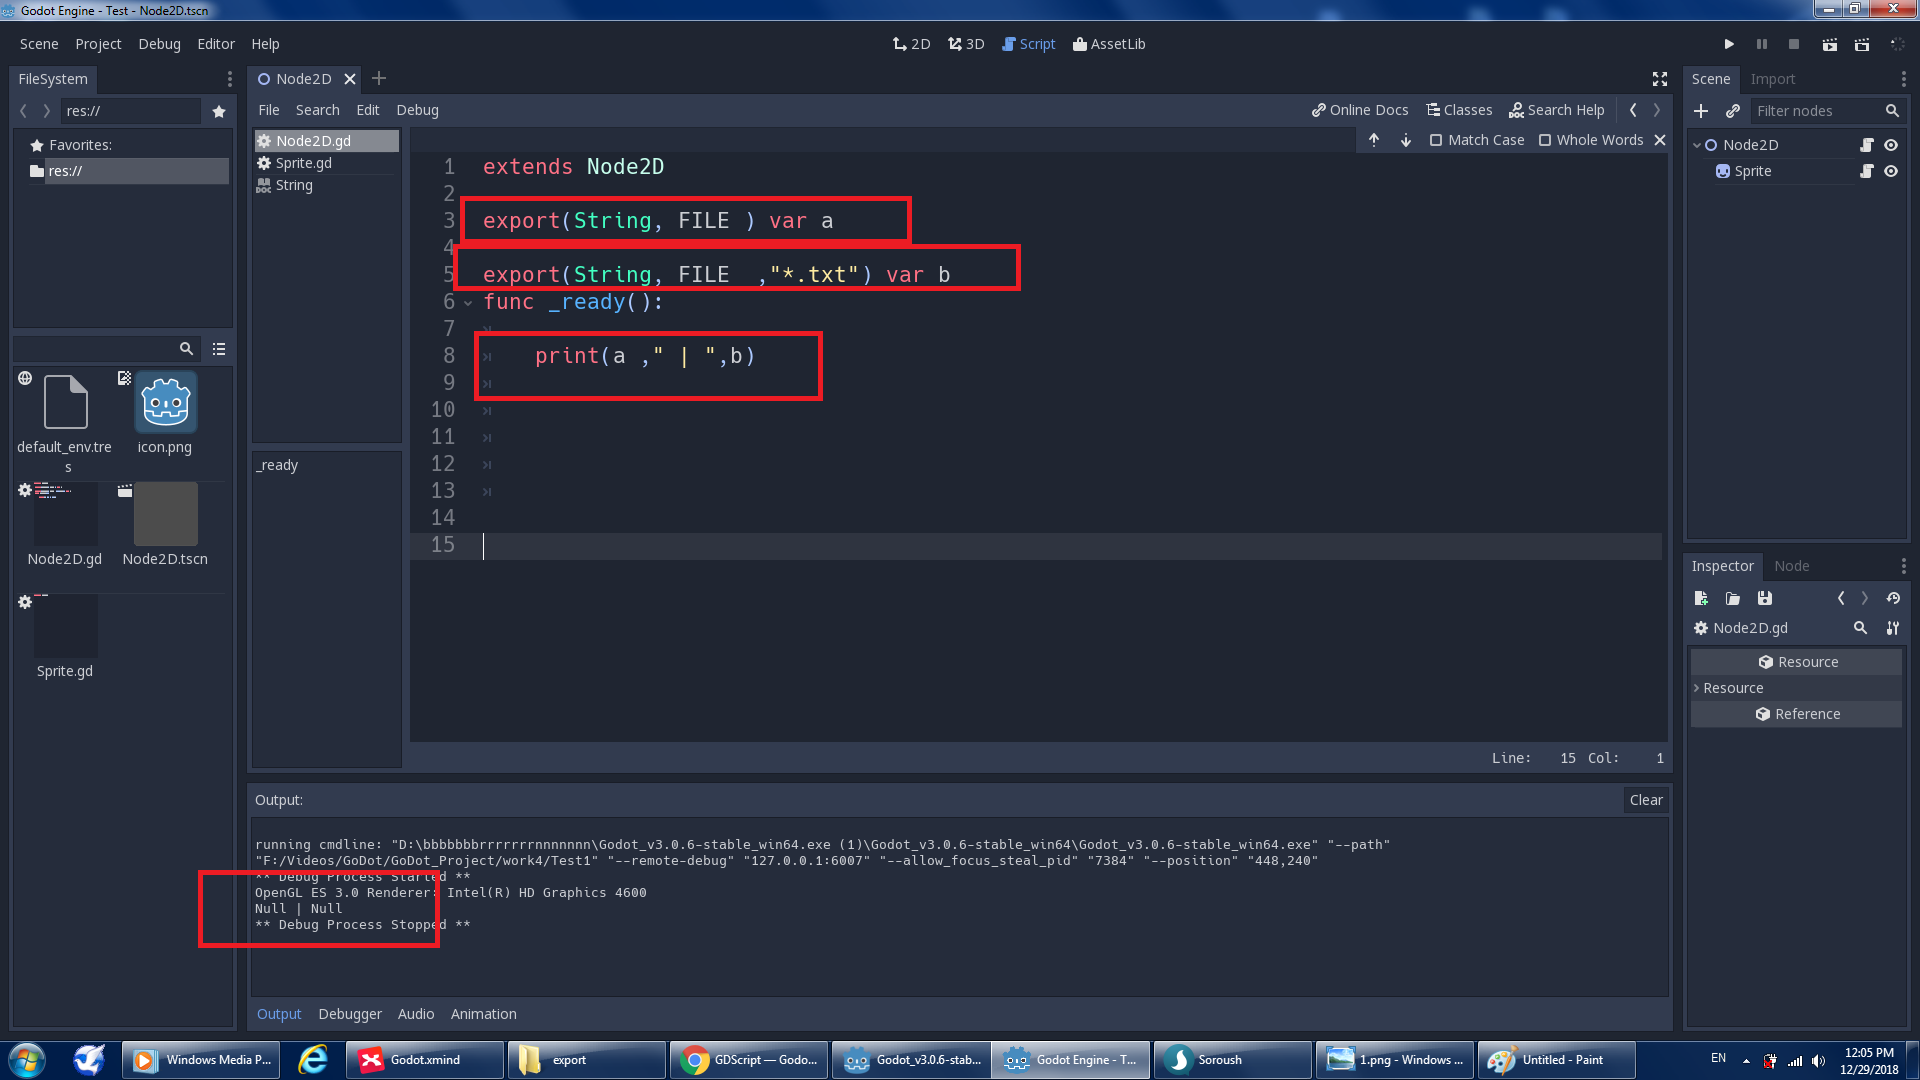 Godot Engine - Test - Node2D.tscn
Scene Project Debug Editor Help
2D 3D Script AssetLib
FileSystem
res://
Favorites:
res://
default_env.tres
icon.png
Node2D.gd
Node2D.tscn
Sprite.gd
Node2D
File Search Edit Debug
Online Docs Classes Search Help
Node2D.gd
Sprite.gd
DOC String
_ready
Match Case Whole Words
1 extends Node2D
2
3 export(String, FILE ) var a
4
5 export(String, FILE  ,"*.txt") var b
6 func _ready():
7
8 print(a ," | ",b)
9
10
11
12
13
14
15
Line: 15 Col: 1
Output:
Clear
running cmdline: "D:\bbbbbbbrrrrrrrnnnnnnn\Godot_v3.0.6-stable_win64.exe (1)\Godot_v3.0.6-stable_win64\Godot_v3.0.6-stable_win64.exe" "--path"
"F:/Videos/GoDot/GoDot_Project/work4/Test1" "--remote-debug" "127.0.0.1:6007" "--allow_focus_steal_pid" "7384" "--position" "448,240"
** Debug Process Started **
OpenGL ES 3.0 Renderer: Intel(R) HD Graphics 4600
Null | Null
** Debug Process Stopped **
Output Debugger Audio Animation
Scene Import
Filter nodes
Node2D
Sprite
Inspector Node
Node2D.gd
Resource
Resource
Reference
Windows Media P...
Godot.xmind
export
GDScript — Godo...
Godot_v3.0.6-stab...
Godot Engine - T...
Soroush
1.png - Windows ...
Untitled - Paint
EN
12:05 PM
12/29/2018